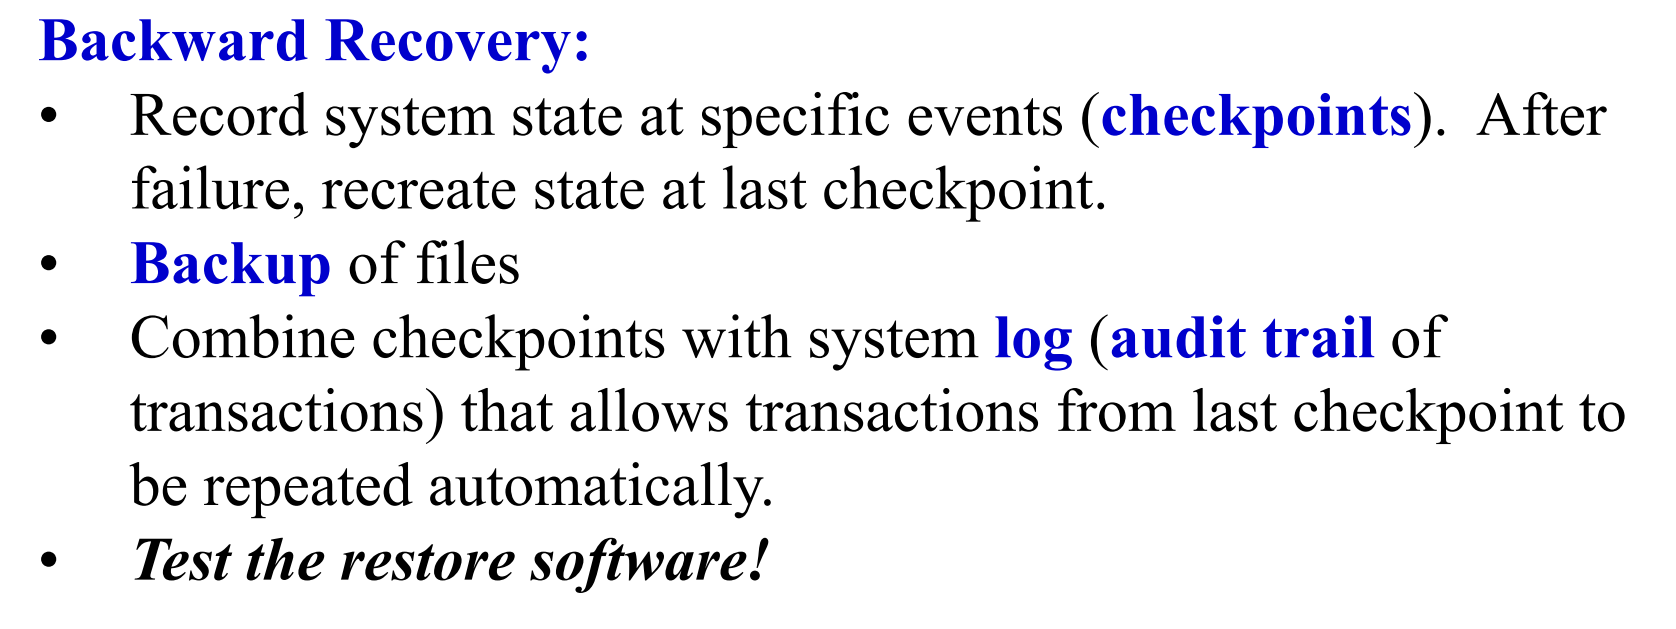 Backward Recovery:
• Record system state at specific events (checkpoints).  After
failure, recreate state at last checkpoint.
• Backup of files
• Combine checkpoints with system log (audit trail of
transactions) that allows transactions from last checkpoint to
be repeated automatically.
• Test the restore software!